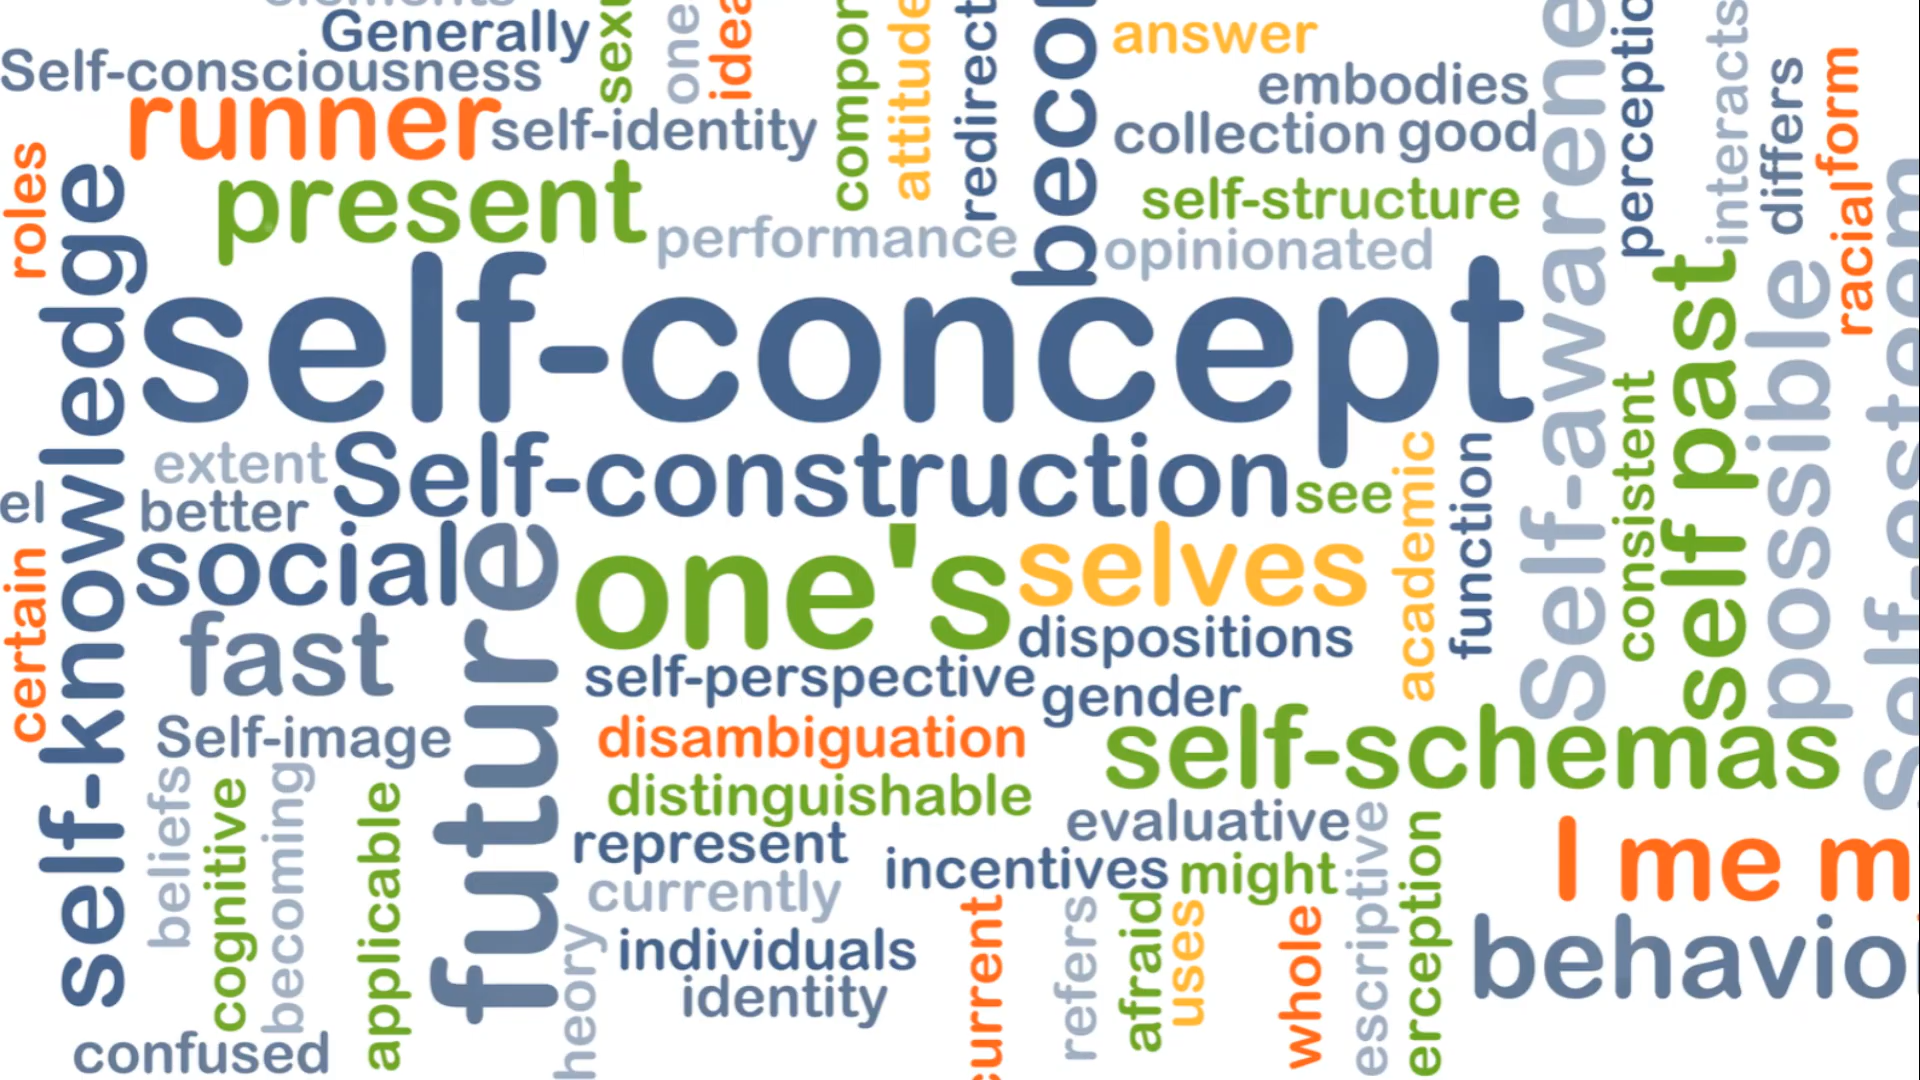 elements
Generally
Self-consciousness
runner
self-identity
present
performance
roles
self-knowledge
one
idea
attitude
redirect
answer
embodies
collection
good
self-structure
opinionated
interacts
differs
form
racial
self-concept
extent
better
Self-construction
see
social
one's
selves
academic
function
consistent
self past
possible
certain
fast
future
dispositions
self-perspective
gender
Self-image
disambiguation
self-schemas
distinguishable
beliefs
cognitive
becoming
applicable
evaluative
represent
incentives
might
currently
I me m
behavio
individuals
identity
refers
afraid
uses
whole
confused